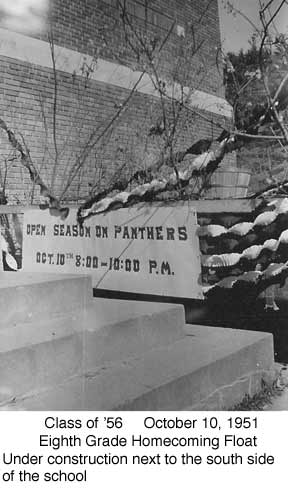 OPEN SEASON ON PANTHERS
OCT. 10TH 8:00-10:00 P.M.
Class of '56 October 10, 1951
Eighth Grade Homecoming Float
Under construction next to the south side
of the school